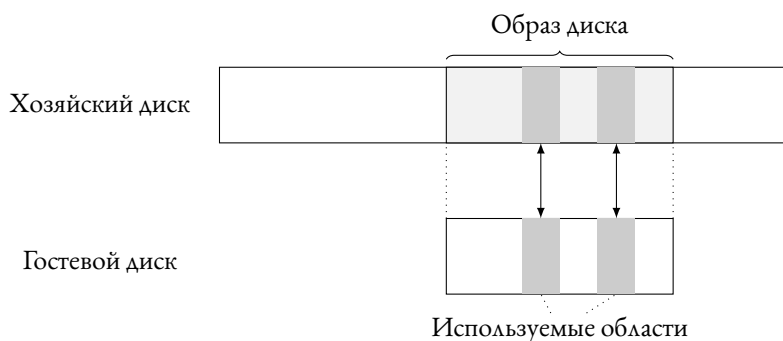 Образ диска
Хозяйский диск
Гостевой диск
Используемые области